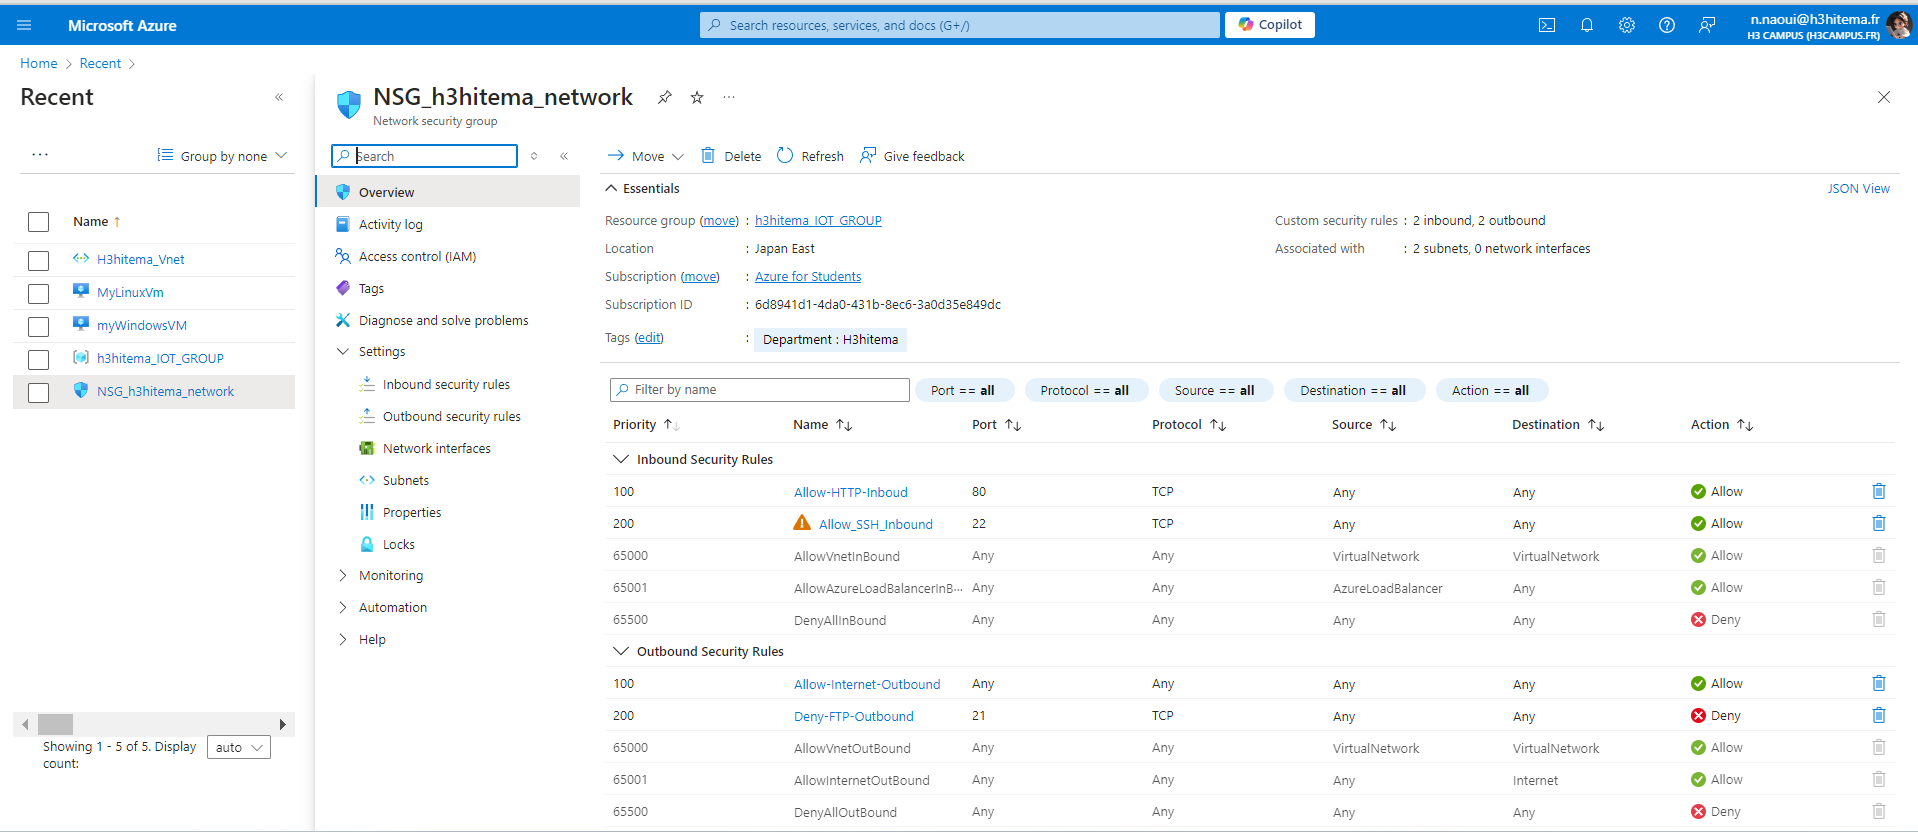 Microsoft Azure
Search resources, services, and docs (G+/)
Copilot
n.naoui@h3hitema.fr
H3 CAMPUS (H3CAMPUS.FR)
Home > Recent >
Recent
«
... Group by none
Name ↑
H3hitema_Vnet
MyLinuxVm
myWindowsVM
h3hitema_IOT_GROUP
NSG_h3hitema_network
Showing 1 - 5 of 5. Display count:
auto
NSG_h3hitema_network
Network security group
Search
Overview
Activity log
Access control (IAM)
Tags
Diagnose and solve problems
Settings
Inbound security rules
Outbound security rules
Network interfaces
Subnets
Properties
Locks
Monitoring
Automation
Help
Move Delete Refresh Give feedback
Essentials
JSON View
Resource group (move) : h3hitema_IOT_GROUP
Location : Japan East
Subscription (move) : Azure for Students
Subscription ID : 6d8941d1-4da0-431b-8ec6-3a0d35e849dc
Tags (edit) : Department : H3hitema
Custom security rules : 2 inbound, 2 outbound
Associated with : 2 subnets, 0 network interfaces
Filter by name
Port == all Protocol == all Source == all Destination == all Action == all
Priority ↑↓ Name ↑↓ Port ↑↓ Protocol ↑↓ Source ↑↓ Destination ↑↓ Action ↑↓
Inbound Security Rules
100 Allow-HTTP-Inboud 80 TCP Any Any Allow
200 Allow_SSH_Inbound 22 TCP Any Any Allow
65000 AllowVnetInBound Any Any VirtualNetwork VirtualNetwork Allow
65001 AllowAzureLoadBalancerInB... Any Any AzureLoadBalancer Any Allow
65500 DenyAllInBound Any Any Any Any Deny
Outbound Security Rules
100 Allow-Internet-Outbound Any Any Any Any Allow
200 Deny-FTP-Outbound 21 TCP Any Any Deny
65000 AllowVnetOutBound Any Any VirtualNetwork VirtualNetwork Allow
65001 AllowInternetOutBound Any Any Any Internet Allow
65500 DenyAllOutBound Any Any Any Any Deny